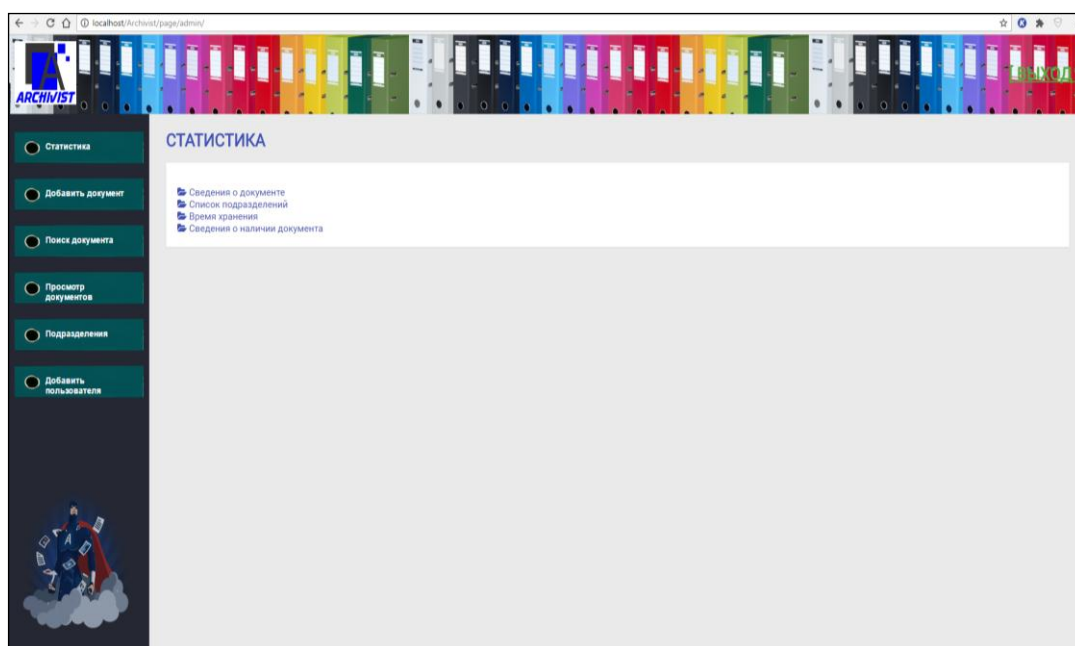 localhost/Archivist/page/admin/
A
ARCHIVIST
[ВЫХОД
Статистика
Добавить документ
Поиск документа
Просмотр
документов
Подразделения
Добавить
пользователя
СТАТИСТИКА
Сведения о документе
Список подразделений
Время хранения
Сведения о наличии документа
A